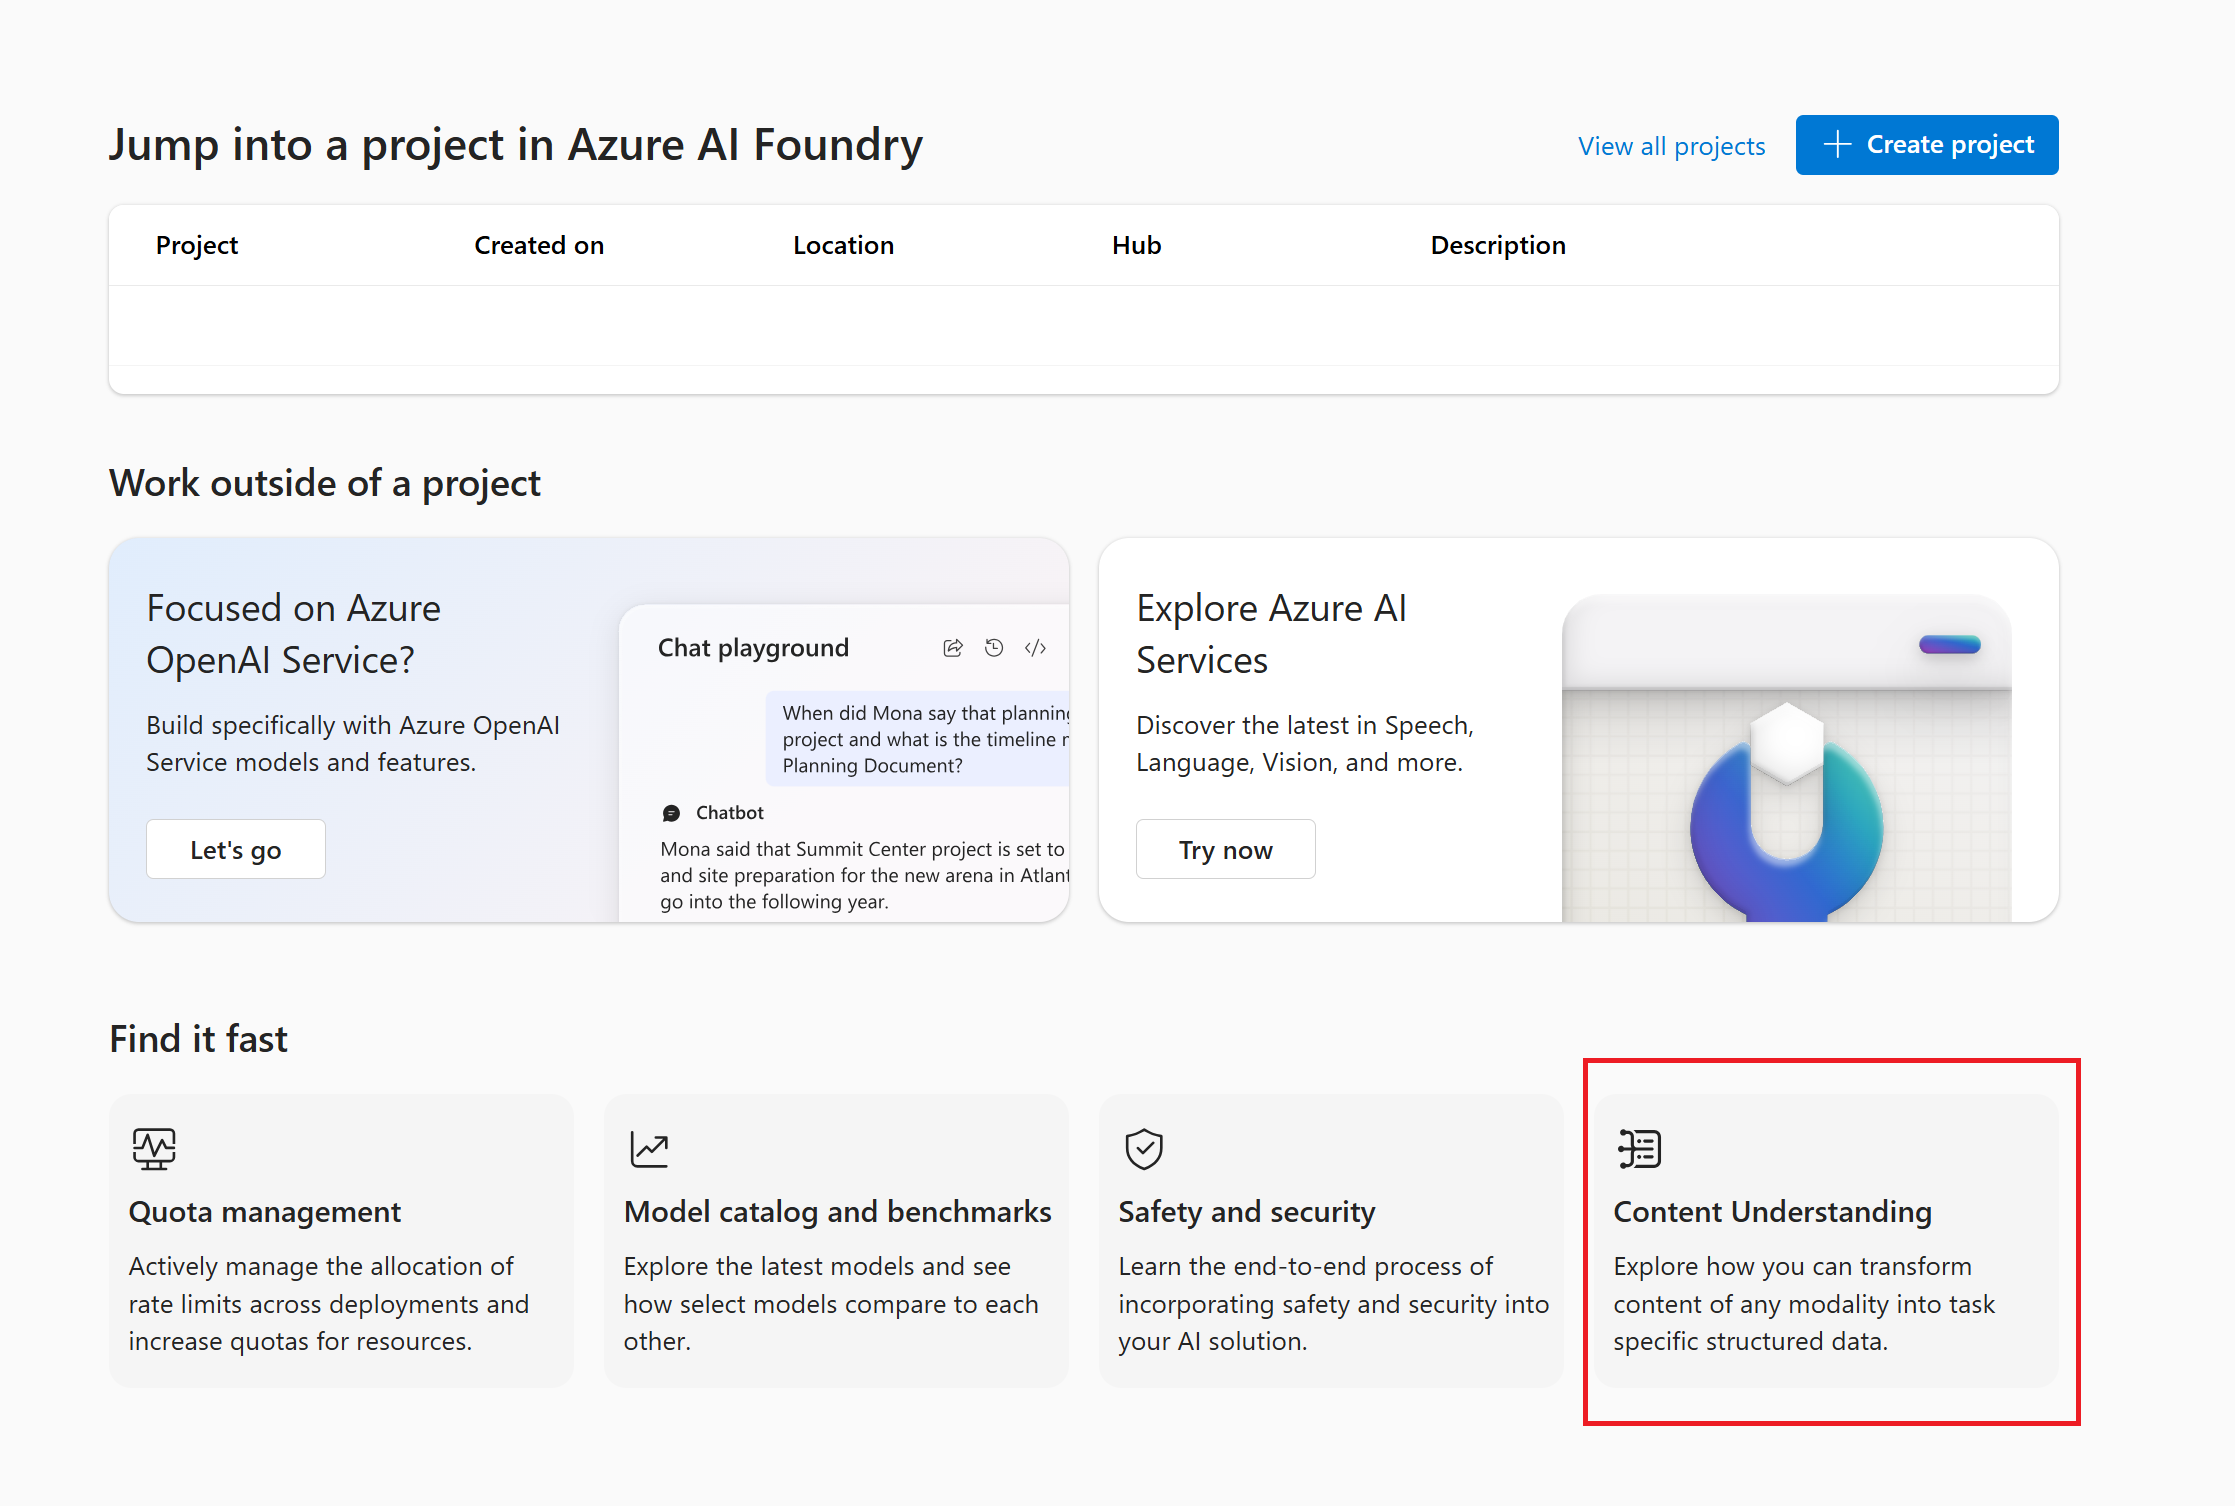 Jump into a project in Azure AI Foundry
View all projects
Create project
Project Created on Location Hub Description
Work outside of a project
Focused on Azure
OpenAI Service?
Build specifically with Azure OpenAI
Service models and features.
Let's go
Chat playground
When did Mona say that planning
project and what is the timeline
Planning Document?
Chatbot
Mona said that Summit Center project is set to
and site preparation for the new arena in Atlant
go into the following year.
Explore Azure AI
Services
Discover the latest in Speech,
Language, Vision, and more.
Try now
Find it fast
Quota management
Actively manage the allocation of
rate limits across deployments and
increase quotas for resources.
Model catalog and benchmarks
Explore the latest models and see
how select models compare to each
other.
Safety and security
Learn the end-to-end process of
incorporating safety and security into
your AI solution.
Content Understanding
Explore how you can transform
content of any modality into task
specific structured data.